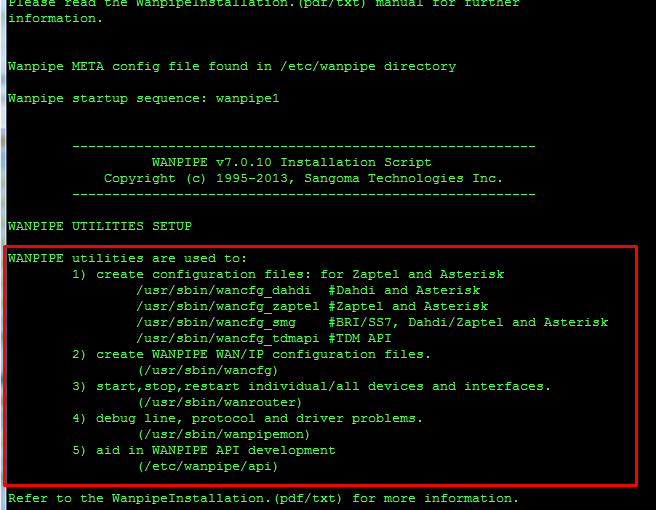 Please read the WanpipeInstallation.(pdf/txt) manual for further
information.
Wanpipe META config file found in /etc/wanpipe directory
Wanpipe startup sequence: wanpipe1
----------------------------------------------------------
WANPIPE v7.0.10 Installation Script
Copyright (c) 1995-2013, Sangoma Technologies Inc.
----------------------------------------------------------
WANPIPE UTILITIES SETUP
WANPIPE utilities are used to:
1) create configuration files: for Zaptel and Asterisk
/usr/sbin/wancfg_dahdi #Dahdi and Asterisk
/usr/sbin/wancfg_zaptel #Zaptel and Asterisk
/usr/sbin/wancfg_smg #BRI/SS7, Dahdi/Zaptel and Asterisk
/usr/sbin/wancfg_tdmapi #TDM API
2) create WANPIPE WAN/IP configuration files.
(/usr/sbin/wancfg)
3) start,stop,restart individual/all devices and interfaces.
(/usr/sbin/wanrouter)
4) debug line, protocol and driver problems.
(/usr/sbin/wanpipemon)
5) aid in WANPIPE API development
(/etc/wanpipe/api)
Refer to the WanpipeInstallation.(pdf/txt) for more information.